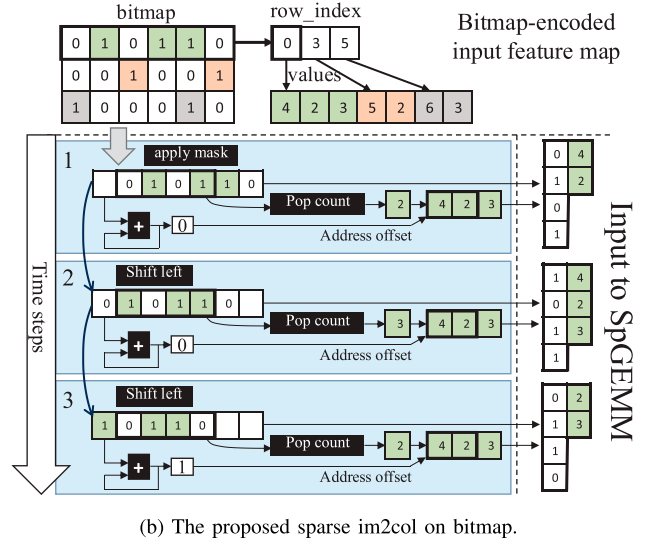 bitmap
row_index
Bitmap-encoded
input feature map
0 1 0 1 1 0
0 3 5
0 0 1 0 0 1
values
1 0 0 0 1 0
4 2 3 5 2 6 3
Time steps
1
apply mask
0 1 0 1 1 0
Pop count
2
4 2 3
+
0
Address offset
0 4
1 2
0
1
2
Shift left
0 1 0 1 1 0
Pop count
3
4 2 3
+
0
Address offset
1 4
0 2
1 3
1
3
Shift left
1 0 1 1 0
Pop count
2
4 2 3
+
1
Address offset
0 2
1 3
1
0
Input to SpGEMM
(b) The proposed sparse im2col on bitmap.